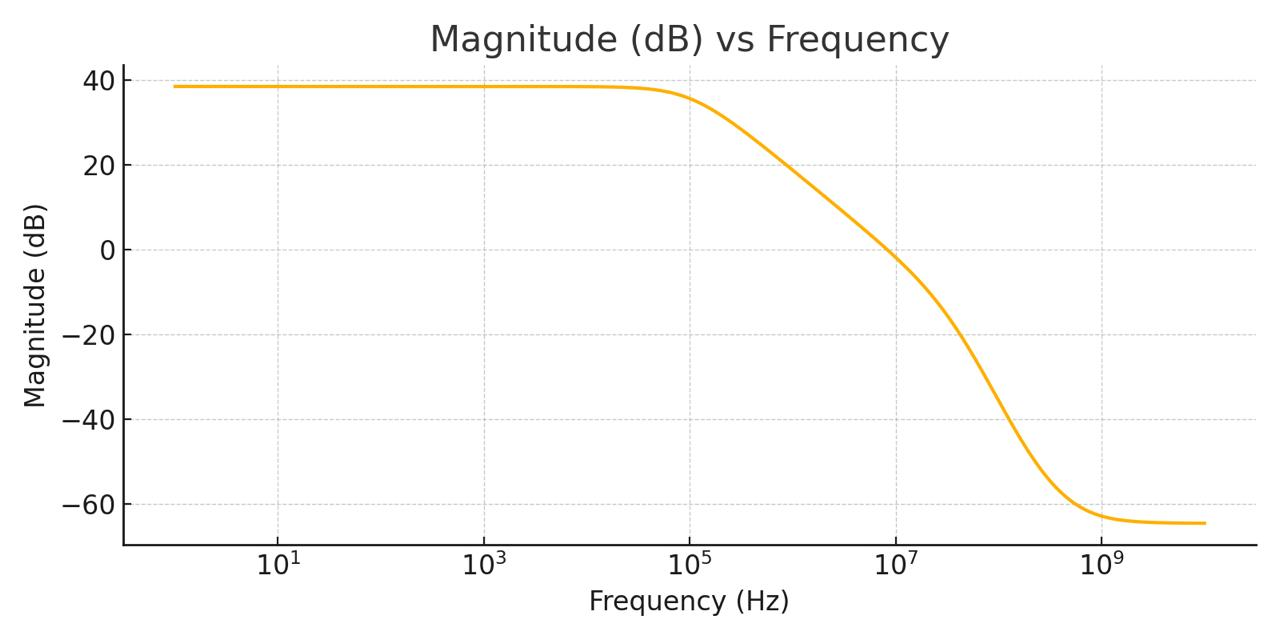 Magnitude (dB) vs Frequency
Magnitude (dB)
40
20
0
−20
−40
−60
10¹ 10³ 10⁵ 10⁷ 10⁹
Frequency (Hz)